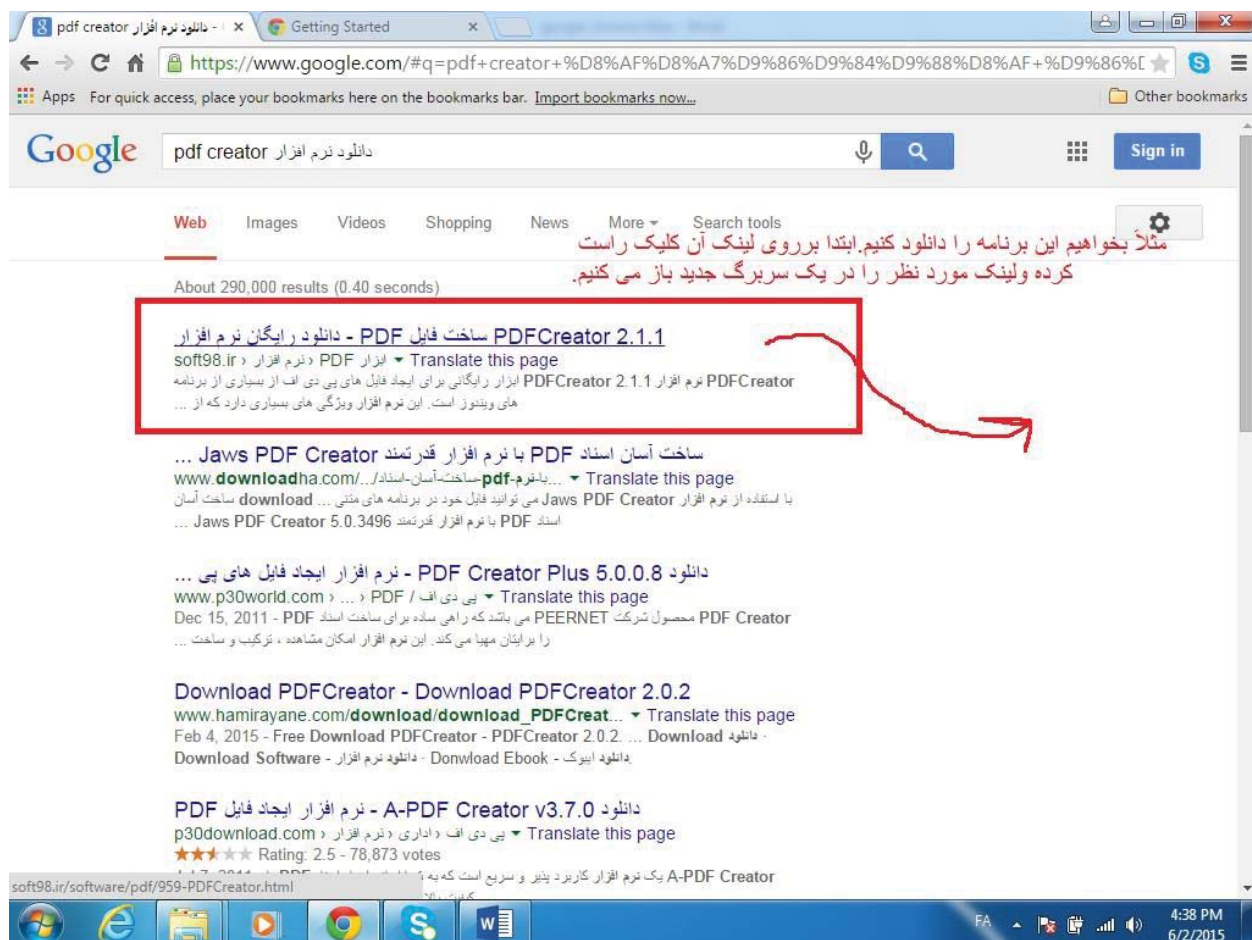 pdf creator دانلود نرم افزار -
Getting Started
https://www.google.com/#q=pdf+creator+%D8%AF%D8%A7%D9%86%D9%84%D9%88%D8%AF+%D9%86%D
Apps For quick access, place your bookmarks here on the bookmarks bar. Import bookmarks now...
Other bookmarks
Google
pdf creator دانلود نرم افزار
Sign in
Web Images Videos Shopping News More Search tools
مثلاً بخواهیم این برنامه را دانلود کنیم.ابتدا برروی لینک آن کلیک راست
کرده ولینک مورد نظر را در یک سربرگ جدید باز می کنیم.
About 290,000 results (0.40 seconds)
PDFCreator 2.1.1 ساخت فایل PDF - دانلود رایگان نرم افزار
soft98.ir › نرم افزار › ابزار PDF Translate this page
PDFCreator نرم افزار PDFCreator 2.1.1 ابزار رایگانی برای ایجاد فایل های پی دی اف از بسیاری از برنامه
های ویندوز است. این نرم افزار ویژگی های بسیاری دارد که از ...
ساخت آسان اسناد PDF با نرم افزار قدرتمند Jaws PDF Creator ...
www.downloadha.com/.../ساخت-آسان-اسناد-pdf-با-نرم... Translate this page
با استفاده از نرم افزار Jaws PDF Creator می توانید فایل خود در برنامه های متنی ... download ساخت آسان
اسناد PDF با نرم افزار قدرتمند Jaws PDF Creator 5.0.3496 ...
دانلود PDF Creator Plus 5.0.0.8 - نرم افزار ایجاد فایل های پی ...
www.p30world.com › ... › PDF / پی دی اف Translate this page
Dec 15, 2011 - PDF Creator محصول شرکت PEERNET می باشد که راهی ساده برای ساخت اسناد PDF
را برایتان مهیا می کند. این نرم افزار امکان مشاهده ، ترکیب و ساخت ...
Download PDFCreator - Download PDFCreator 2.0.2
www.hamirayane.com/download/download_PDFCreat... Translate this page
Feb 4, 2015 - Free Download PDFCreator - PDFCreator 2.0.2. ... Download دانلود ·
Download Software - دانلود نرم افزار · Donwload Ebook - دانلود ایبوک.
دانلود A-PDF Creator v3.7.0 - نرم افزار ایجاد فایل PDF
p30download.com › نرم افزار › اداری › پی دی اف Translate this page
Rating: 2.5 - 78,873 votes
A-PDF Creator یک نرم افزار کاربرد پذیر و سریع است که به
soft98.ir/software/pdf/959-PDFCreator.html
FA
4:38 PM
6/2/2015